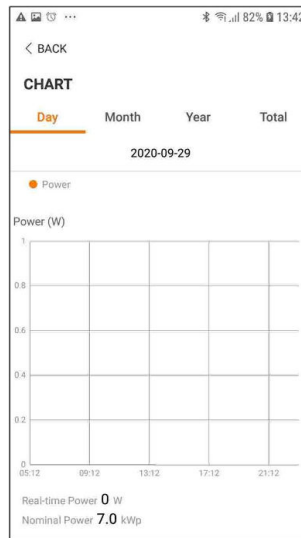 ... 82% 13:42
< BACK
CHART
Day Month Year Total
2020-09-29
Power
Power (W)
1
0.8
0.6
0.4
0.2
0
05:12 09:12 13:12 17:12 21:12
Real-time Power 0 W
Nominal Power 7.0 kWp